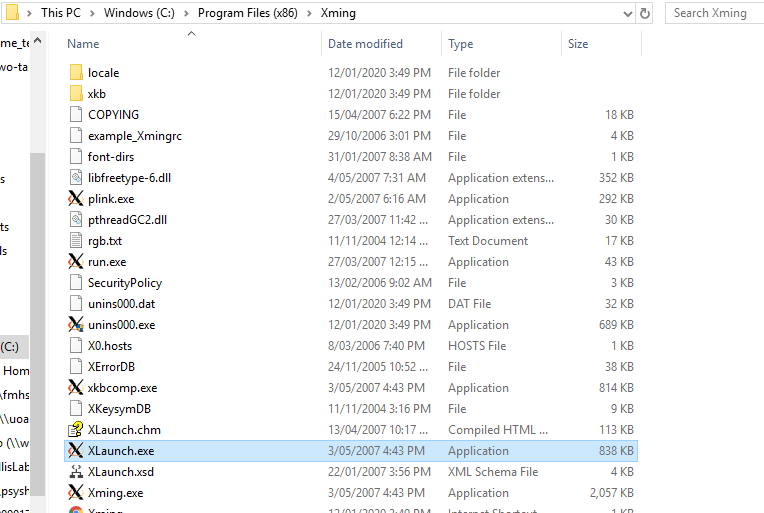 This PC > Windows (C:) > Program Files (x86) > Xming Search Xming
Name Date modified Type Size
ome_te
locale 12/01/2020 3:49 PM File folder
wo-ta
xkb 12/01/2020 3:49 PM File folder
COPYING 15/04/2007 6:22 PM File 18 KB
example_Xmingrc 29/10/2006 3:01 PM File 4 KB
font-dirs 31/01/2007 8:38 AM File 1 KB
s libfreetype-6.dll 4/05/2007 7:31 AM Application extens... 352 KB
plink.exe 2/05/2007 6:16 AM Application 292 KB
ts pthreadGC2.dll 27/03/2007 11:42 ... Application extens... 30 KB
rgb.txt 11/11/2004 12:14 ... Text Document 17 KB
ds
run.exe 27/03/2007 12:15 ... Application 43 KB
SecurityPolicy 13/02/2006 9:02 AM File 3 KB
unins000.dat 12/01/2020 3:49 PM DAT File 32 KB
unins000.exe 12/01/2020 3:49 PM Application 689 KB
(C:) X0.hosts 8/03/2006 7:40 PM HOSTS File 1 KB
Hom XErrorDB 24/11/2005 10:52 ... File 38 KB
\fmhs xkbcomp.exe 3/05/2007 4:43 PM Application 814 KB
XKeysymDB 11/11/2004 3:16 PM File 9 KB
\\uoa
XLaunch.chm 13/04/2007 10:17 ... Compiled HTML ... 113 KB
(\\w
XLaunch.exe 3/05/2007 4:43 PM Application 838 KB
llisLab
XLaunch.xsd 22/01/2007 3:56 PM XML Schema File 4 KB
psysh
Xming.exe 3/05/2007 4:43 PM Application 2,057 KB
Xming 12/01/2020 3:49 PM Internet Shortcut